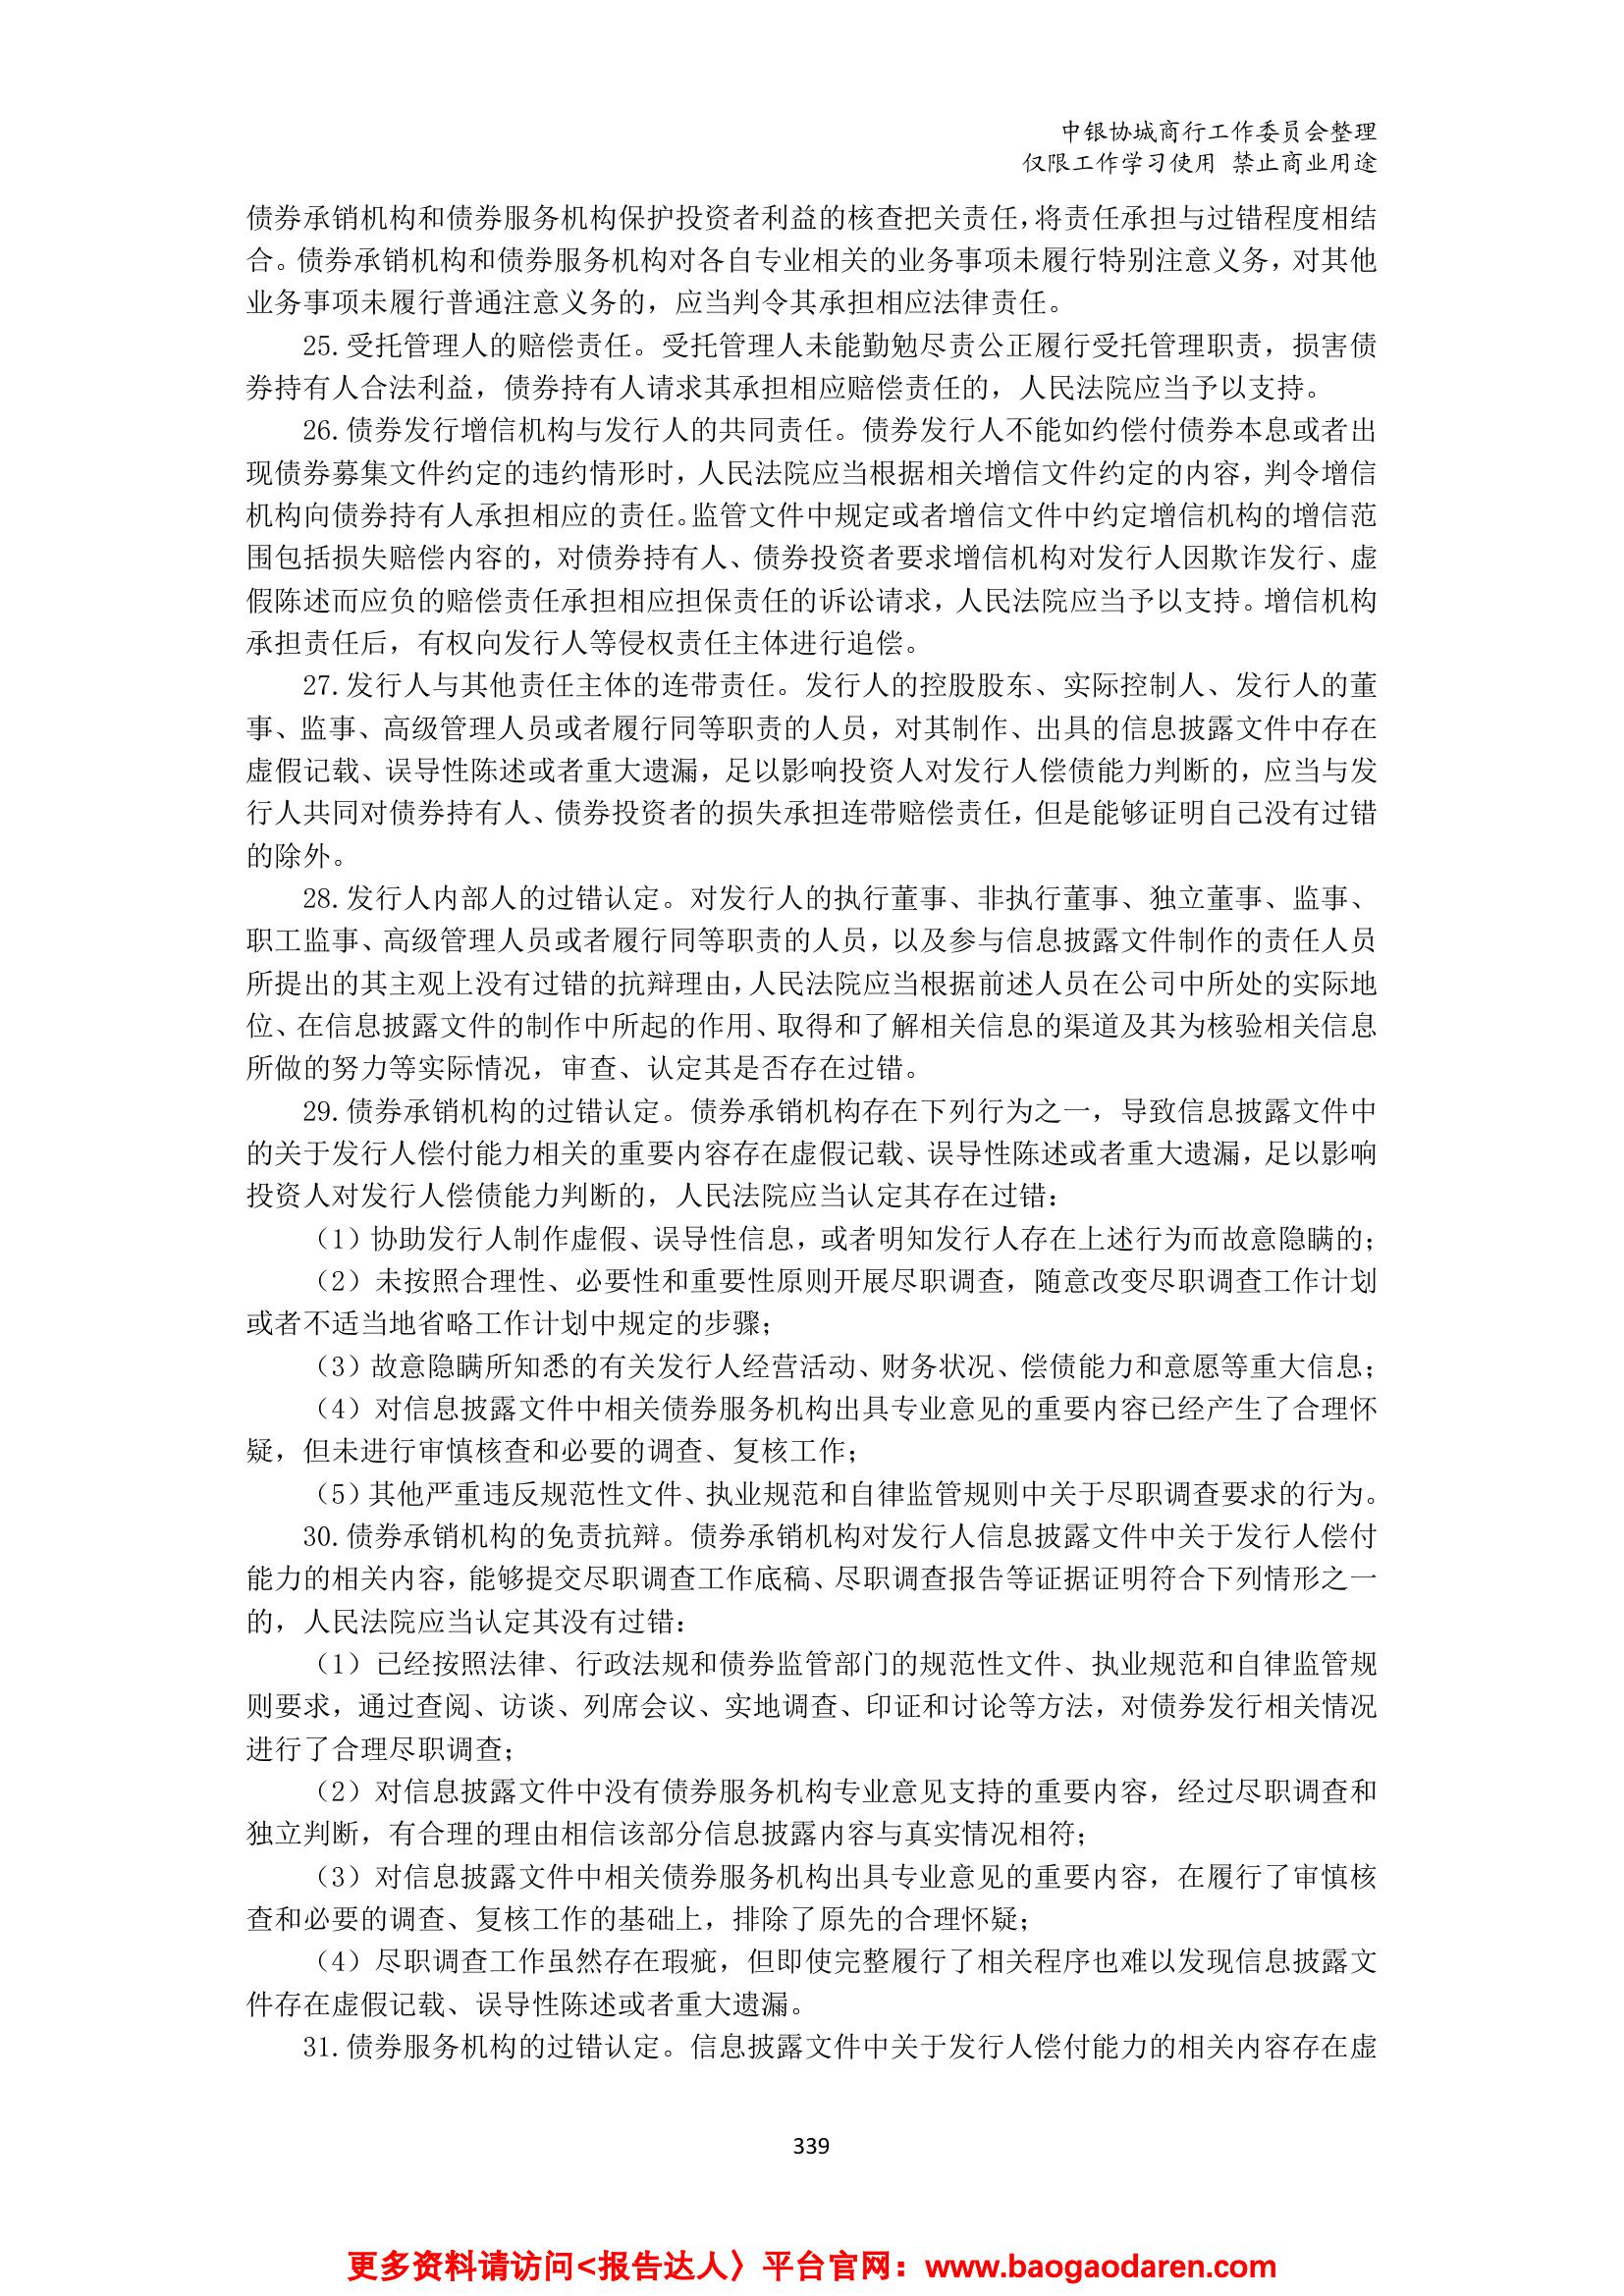 中银协城商行工作委员会整理
仅限工作学习使用 禁止商业用途
债券承销机构和债券服务机构保护投资者利益的核查把关责任，将责任承担与过错程度相结
合。债券承销机构和债券服务机构对各自专业相关的业务事项未履行特别注意义务，对其他
业务事项未履行普通注意义务的，应当判令其承担相应法律责任。
25.受托管理人的赔偿责任。受托管理人未能勤勉尽责公正履行受托管理职责，损害债
券持有人合法利益，债券持有人请求其承担相应赔偿责任的，人民法院应当予以支持。
26.债券发行增信机构与发行人的共同责任。债券发行人不能如约偿付债券本息或者出
现债券募集文件约定的违约情形时，人民法院应当根据相关增信文件约定的内容，判令增信
机构向债券持有人承担相应的责任。监管文件中规定或者增信文件中约定增信机构的增信范
围包括损失赔偿内容的，对债券持有人、债券投资者要求增信机构对发行人因欺诈发行、虚
假陈述而应负的赔偿责任承担相应担保责任的诉讼请求，人民法院应当予以支持。增信机构
承担责任后，有权向发行人等侵权责任主体进行追偿。
27.发行人与其他责任主体的连带责任。发行人的控股股东、实际控制人、发行人的董
事、监事、高级管理人员或者履行同等职责的人员，对其制作、出具的信息披露文件中存在
虚假记载、误导性陈述或者重大遗漏，足以影响投资人对发行人偿债能力判断的，应当与发
行人共同对债券持有人、债券投资者的损失承担连带赔偿责任，但是能够证明自己没有过错
的除外。
28.发行人内部人的过错认定。对发行人的执行董事、非执行董事、独立董事、监事、
职工监事、高级管理人员或者履行同等职责的人员，以及参与信息披露文件制作的责任人员
所提出的其主观上没有过错的抗辩理由，人民法院应当根据前述人员在公司中所处的实际地
位、在信息披露文件的制作中所起的作用、取得和了解相关信息的渠道及其为核验相关信息
所做的努力等实际情况，审查、认定其是否存在过错。
29.债券承销机构的过错认定。债券承销机构存在下列行为之一，导致信息披露文件中
的关于发行人偿付能力相关的重要内容存在虚假记载、误导性陈述或者重大遗漏，足以影响
投资人对发行人偿债能力判断的，人民法院应当认定其存在过错：
（1）协助发行人制作虚假、误导性信息，或者明知发行人存在上述行为而故意隐瞒的；
（2）未按照合理性、必要性和重要性原则开展尽职调查，随意改变尽职调查工作计划
或者不适当地省略工作计划中规定的步骤；
（3）故意隐瞒所知悉的有关发行人经营活动、财务状况、偿债能力和意愿等重大信息；
（4）对信息披露文件中相关债券服务机构出具专业意见的重要内容已经产生了合理怀
疑，但未进行审慎核查和必要的调查、复核工作；
（5）其他严重违反规范性文件、执业规范和自律监管规则中关于尽职调查要求的行为。
30.债券承销机构的免责抗辩。债券承销机构对发行人信息披露文件中关于发行人偿付
能力的相关内容，能够提交尽职调查工作底稿、尽职调查报告等证据证明符合下列情形之一
的，人民法院应当认定其没有过错：
（1）已经按照法律、行政法规和债券监管部门的规范性文件、执业规范和自律监管规
则要求，通过查阅、访谈、列席会议、实地调查、印证和讨论等方法，对债券发行相关情况
进行了合理尽职调查；
（2）对信息披露文件中没有债券服务机构专业意见支持的重要内容，经过尽职调查和
独立判断，有合理的理由相信该部分信息披露内容与真实情况相符；
（3）对信息披露文件中相关债券服务机构出具专业意见的重要内容，在履行了审慎核
查和必要的调查、复核工作的基础上，排除了原先的合理怀疑；
（4）尽职调查工作虽然存在瑕疵，但即使完整履行了相关程序也难以发现信息披露文
件存在虚假记载、误导性陈述或者重大遗漏。
31.债券服务机构的过错认定。信息披露文件中关于发行人偿付能力的相关内容存在虚
339
更多资料请访问<报告达人〉平台官网：www.baogaodaren.com